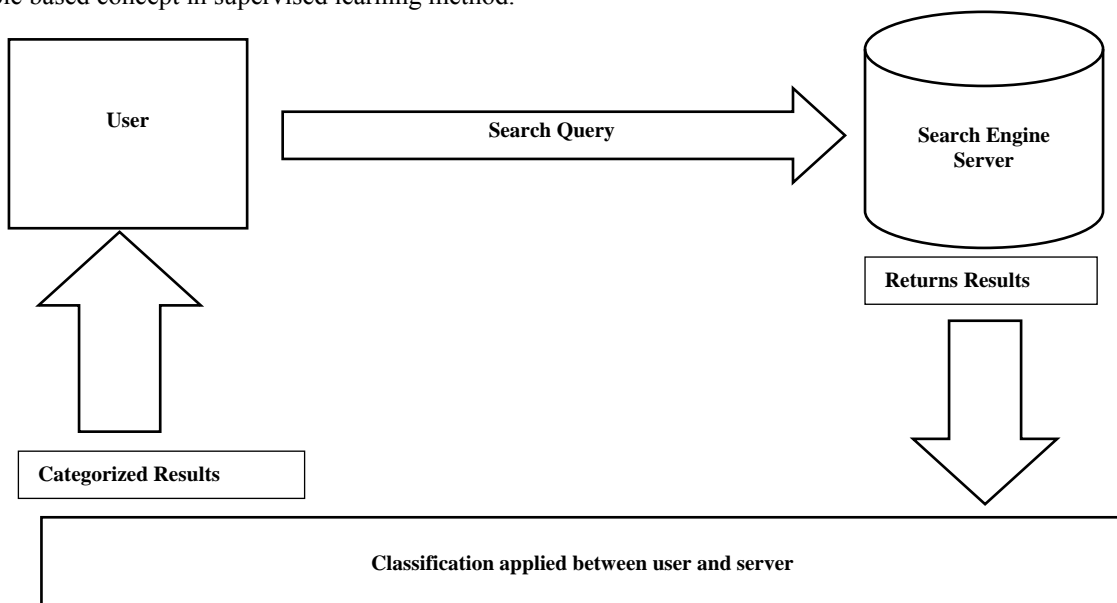 based concept in supervised learning method.
User
Search Query
Search Engine
Server
Returns Results
Categorized Results
Classification applied between user and server